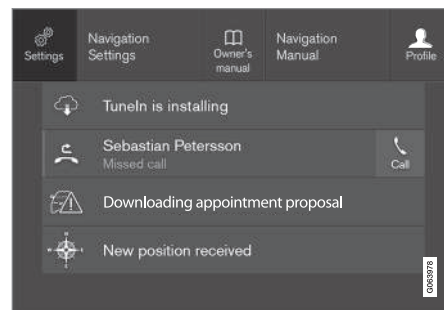 Settings
Navigation
Settings
Owner's
manual
Navigation
Manual
Profile
TuneIn is installing
Sebastian Petersson
Missed call
Call
Downloading appointment proposal
New position received
G063978